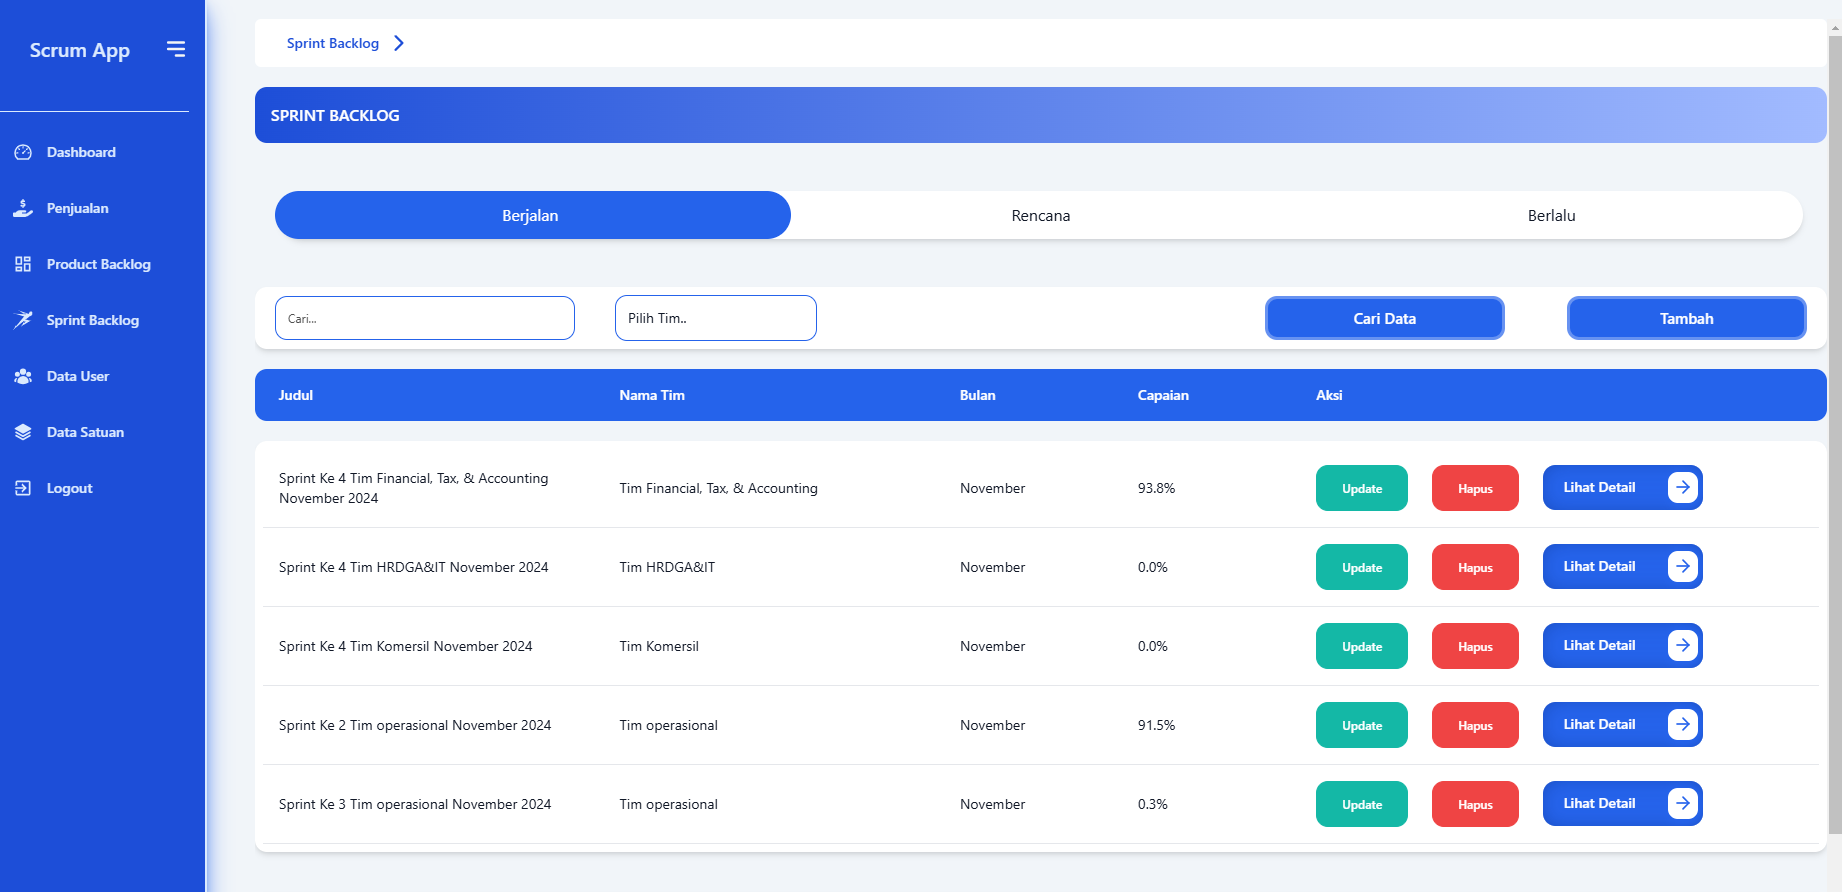 Scrum App
Dashboard
Penjualan
Product Backlog
Sprint Backlog
Data User
Data Satuan
Logout
Sprint Backlog
SPRINT BACKLOG
Berjalan Rencana Berlalu
Cari... Pilih Tim.. Cari Data Tambah
Judul Nama Tim Bulan Capaian Aksi
Sprint Ke 4 Tim Financial, Tax, & Accounting
November 2024
Tim Financial, Tax, & Accounting November 93.8% Update Hapus Lihat Detail
Sprint Ke 4 Tim HRDGA&IT November 2024 Tim HRDGA&IT November 0.0% Update Hapus Lihat Detail
Sprint Ke 4 Tim Komersil November 2024 Tim Komersil November 0.0% Update Hapus Lihat Detail
Sprint Ke 2 Tim operasional November 2024 Tim operasional November 91.5% Update Hapus Lihat Detail
Sprint Ke 3 Tim operasional November 2024 Tim operasional November 0.3% Update Hapus Lihat Detail